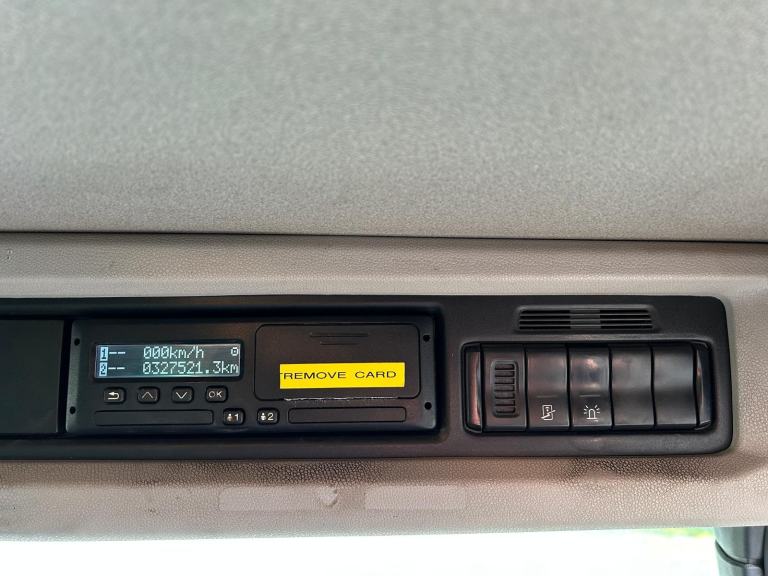 1-- 000km/h
2-- 0327521.3km
REMOVE CARD
OK
1 2